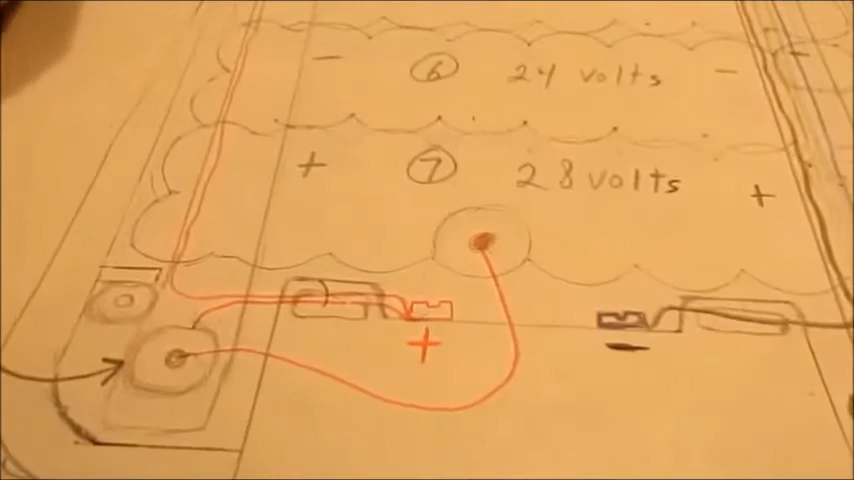 - 6 24 volts -
+ 7 28 volts +
+ -